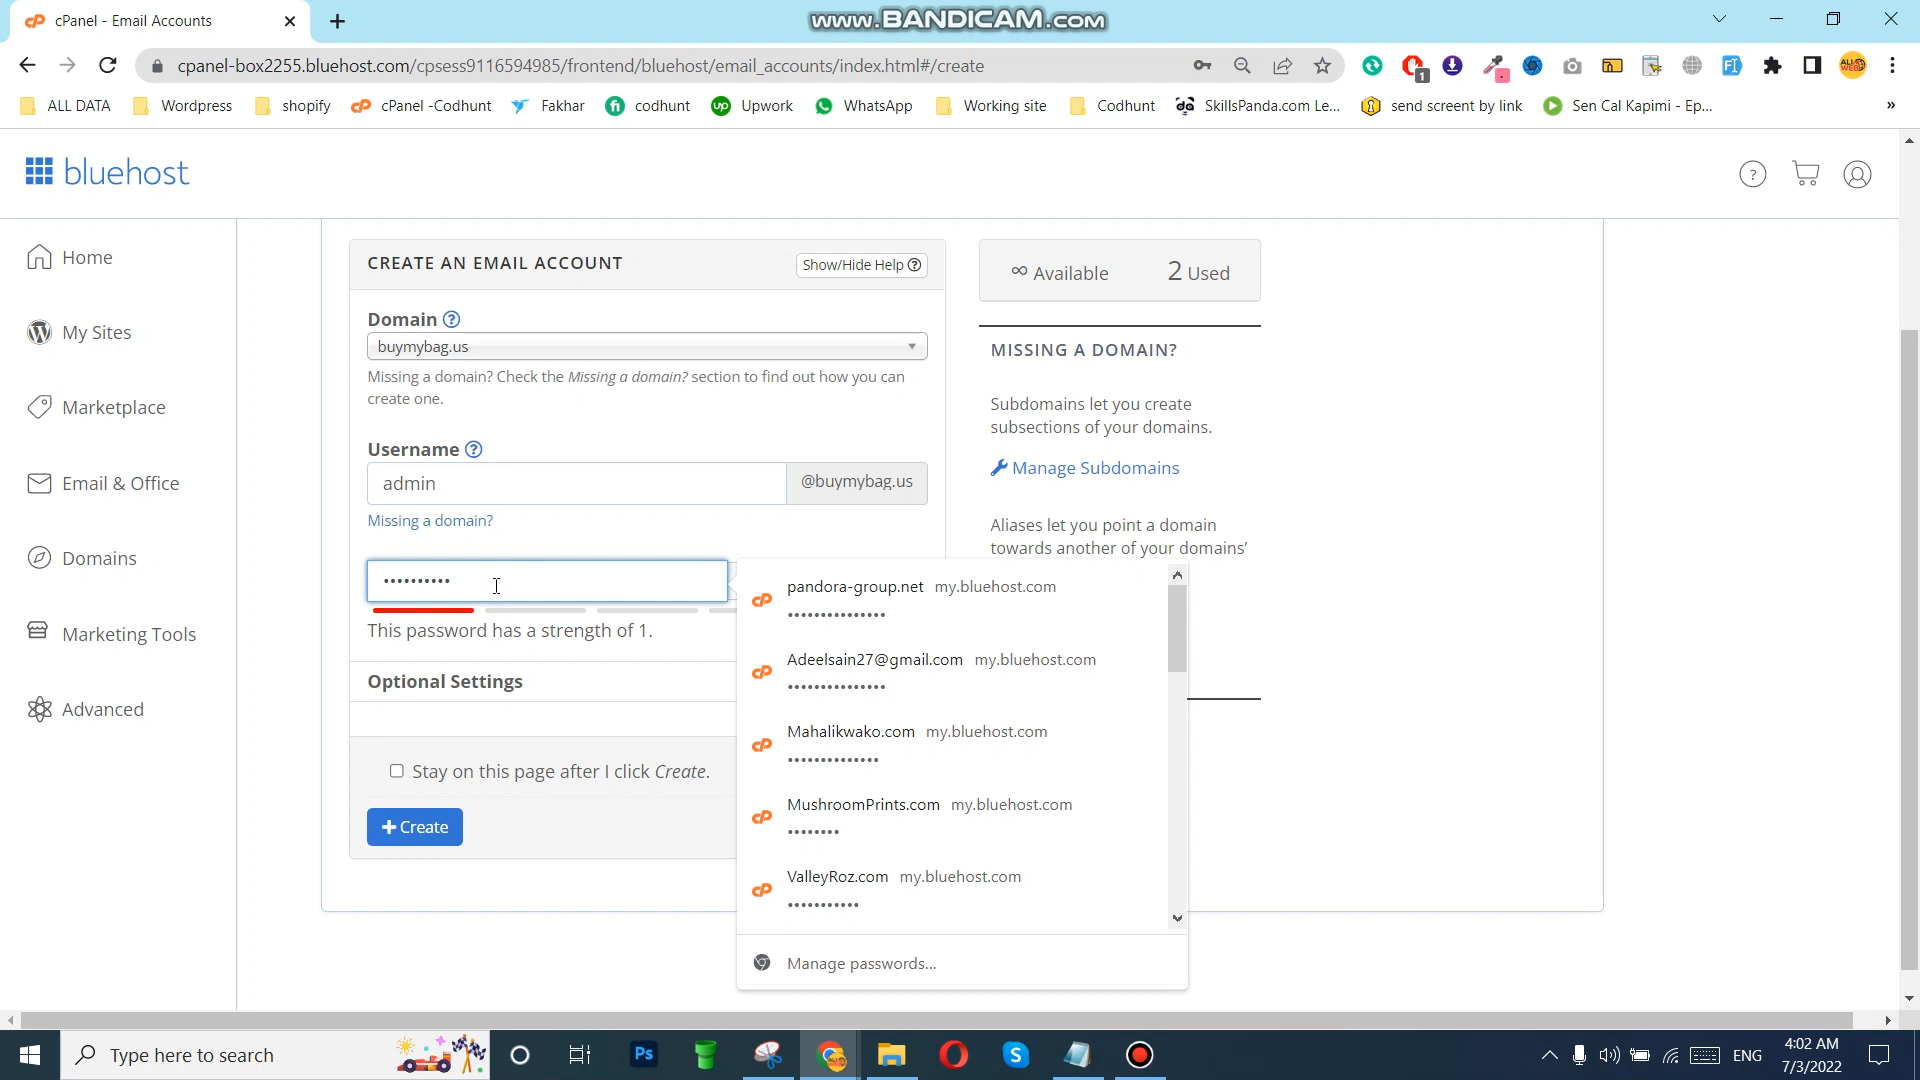 cPanel - Email Accounts
www.BANDICAM.com
cpanel-box2255.bluehost.com/cpsess9116594985/frontend/bluehost/email_accounts/index.html#/create
1
ALI WEB
ALL DATA
Wordpress
shopify
cPanel -Codhunt
Fakhar
codhunt
Upwork
WhatsApp
Working site
Codhunt
SkillsPanda.com Le...
send screent by link
Sen Cal Kapimi - Ep...
»
bluehost
Home
My Sites
Marketplace
Email & Office
Domains
Marketing Tools
Advanced
CREATE AN EMAIL ACCOUNT
Show/Hide Help
Domain
buymybag.us
Missing a domain? Check the Missing a domain? section to find out how you can
create one.
Username
admin
@buymybag.us
Missing a domain?
••••••••••
This password has a strength of 1.
Optional Settings
Stay on this page after I click Create.
Create
∞ Available
2 Used
MISSING A DOMAIN?
Subdomains let you create
subsections of your domains.
Manage Subdomains
Aliases let you point a domain
towards another of your domains’
pandora-group.net my.bluehost.com
•••••••••••••••
Adeelsain27@gmail.com my.bluehost.com
•••••••••••••••
Mahalikwako.com my.bluehost.com
••••••••••••••
MushroomPrints.com my.bluehost.com
••••••••
ValleyRoz.com my.bluehost.com
•••••••••••
Manage passwords...
Type here to search
Ps
ENG
4:02 AM
7/3/2022